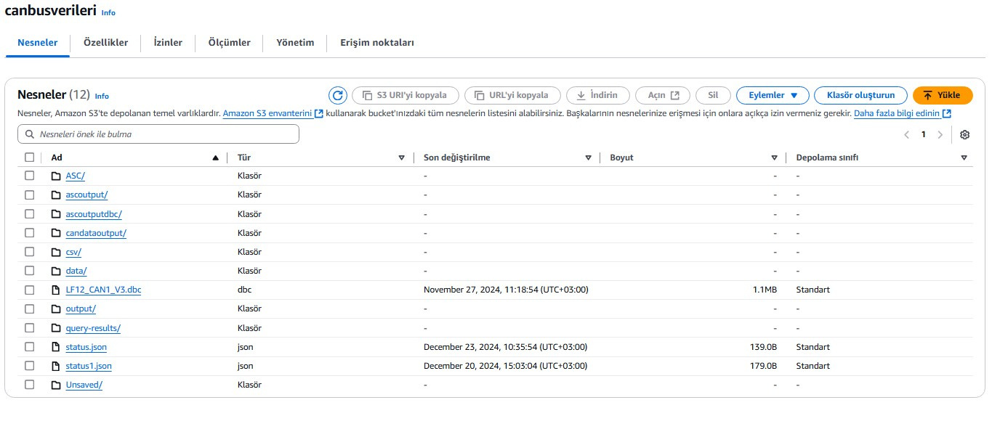 canbusverileri Info
Nesneler Özellikler İzinler Ölçümler Yönetim Erişim noktaları
Nesneler (12) Info
S3 URI'yi kopyala URL'yi kopyala İndirin Açın Sil Eylemler Klasör oluşturun Yükle
Nesneler, Amazon S3'te depolanan temel varlıklardır. Amazon S3 envanterini kullanarak bucket'ınızdaki tüm nesnelerin listesini alabilirsiniz. Başkalarının nesnelerinize erişmesi için onlara açıkça izin vermeniz gerekir. Daha fazla bilgi edinin
Nesneleri önek ile bulma
1
Ad Tür Son değiştirilme Boyut Depolama sınıfı
ASC/ Klasör - - -
ascoutput/ Klasör - - -
ascoutputdbc/ Klasör - - -
candataoutput/ Klasör - - -
csv/ Klasör - - -
data/ Klasör - - -
LF12_CAN1_V3.dbc dbc November 27, 2024, 11:18:54 (UTC+03:00) 1.1MB Standart
output/ Klasör - - -
query-results/ Klasör - - -
status.json json December 23, 2024, 10:35:54 (UTC+03:00) 139.0B Standart
status1.json json December 20, 2024, 15:03:04 (UTC+03:00) 179.0B Standart
Unsaved/ Klasör - - -